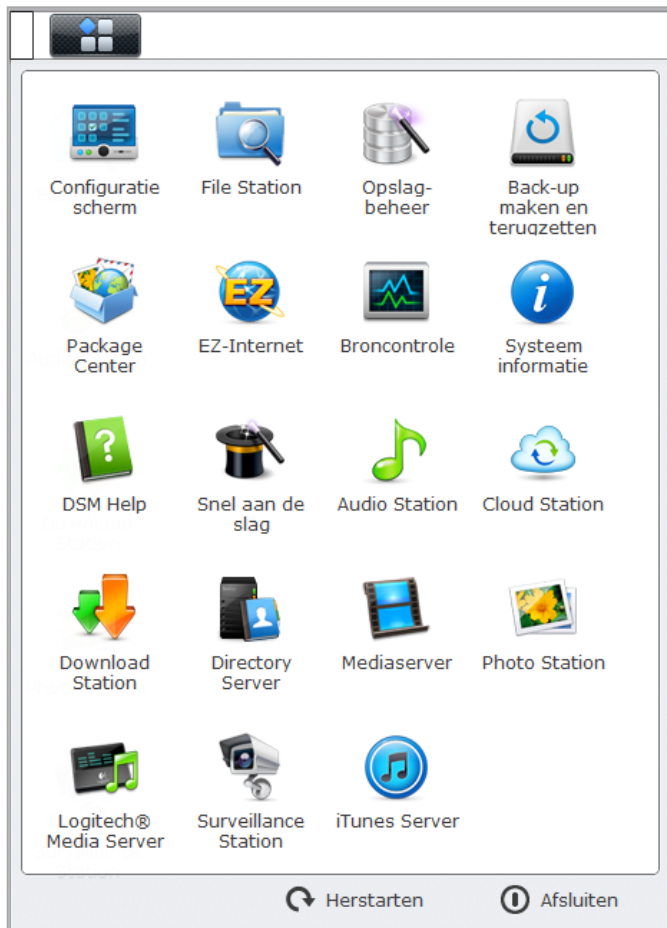 Configuratie
scherm
File Station
Opslag-
beheer
Back-up
maken en
terugzetten
Package
Center
EZ
EZ-Internet
Broncontrole
i
Systeem
informatie
?
DSM Help
Snel aan de
slag
Audio Station
Cloud Station
Download
Station
Directory
Server
Mediaserver
Photo Station
Logitech®
Media Server
Surveillance
Station
iTunes Server
Herstarten
Afsluiten